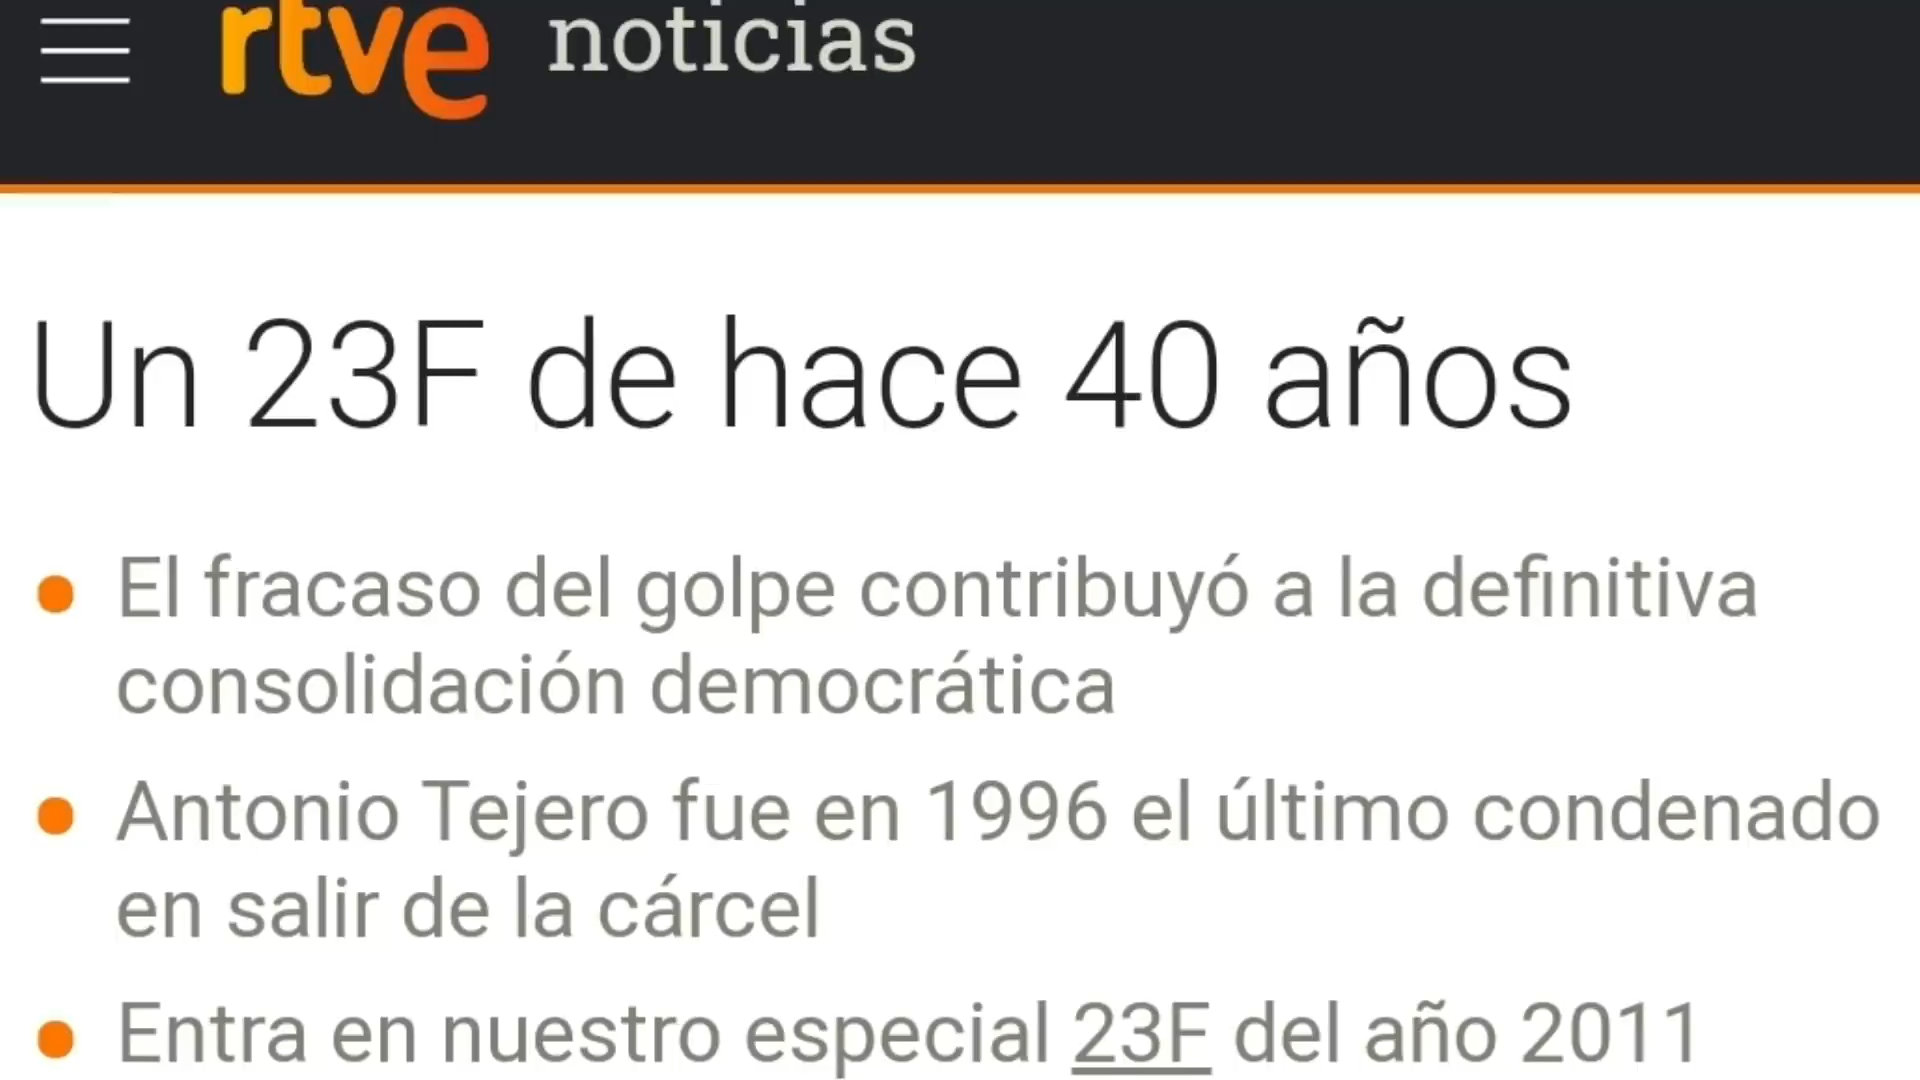 rtve noticias
Un 23F de hace 40 años
El fracaso del golpe contribuyó a la definitiva
consolidación democrática
Antonio Tejero fue en 1996 el último condenado
en salir de la cárcel
Entra en nuestro especial 23F del año 2011